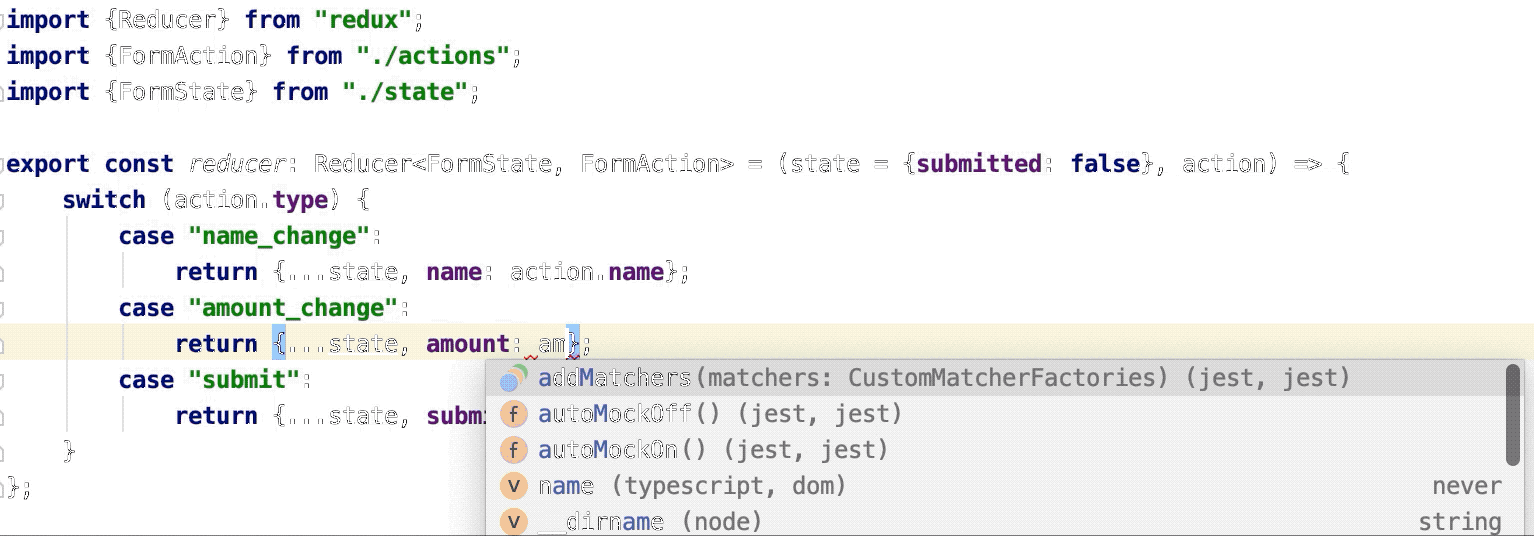 import {Reducer} from "redux";
import {FormAction} from "./actions";
import {FormState} from "./state";
export const reducer: Reducer<FormState, FormAction> = (state = {submitted: false}, action) => {
switch (action.type) {
case "name_change":
return {...state, name: action.name};
case "amount_change":
return {...state, amount: am};
case "submit":
return {...state, submi
}
};
addMatchers(matchers: CustomMatcherFactories) (jest, jest)
f autoMockOff() (jest, jest)
f autoMockOn() (jest, jest)
v name (typescript, dom) never
v __dirname (node) string